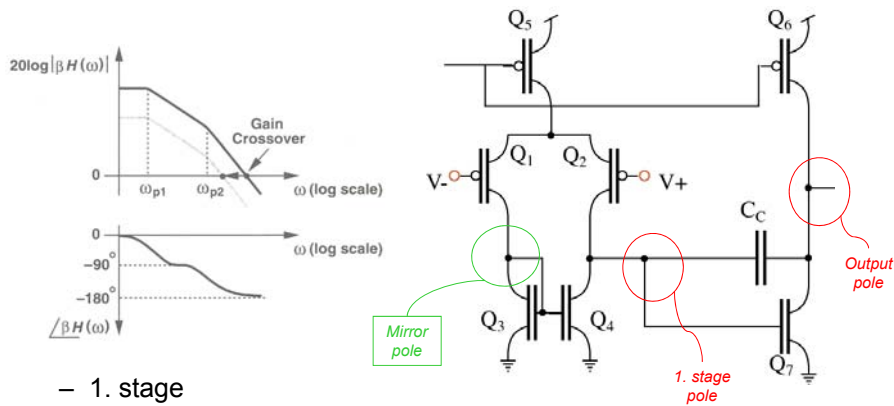 20log|βH(ω)|
Gain
Crossover
0
ωp1
ωp2
ω (log scale)
0
ω (log scale)
−90°
−180°
∠βH(ω)
– 1. stage
Q5
Q6
Q1
Q2
V-
V+
CC
Output
pole
Mirror
pole
Q3
Q4
1. stage
pole
Q7